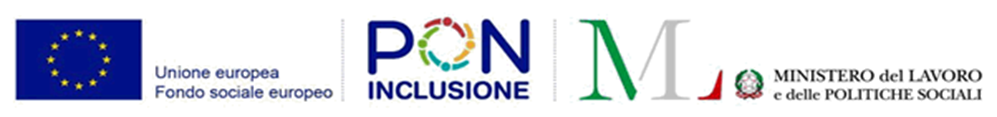 Unione europea
Fondo sociale europeo
PON
INCLUSIONE
ML
MINISTERO del LAVORO
e delle POLITICHE SOCIALI